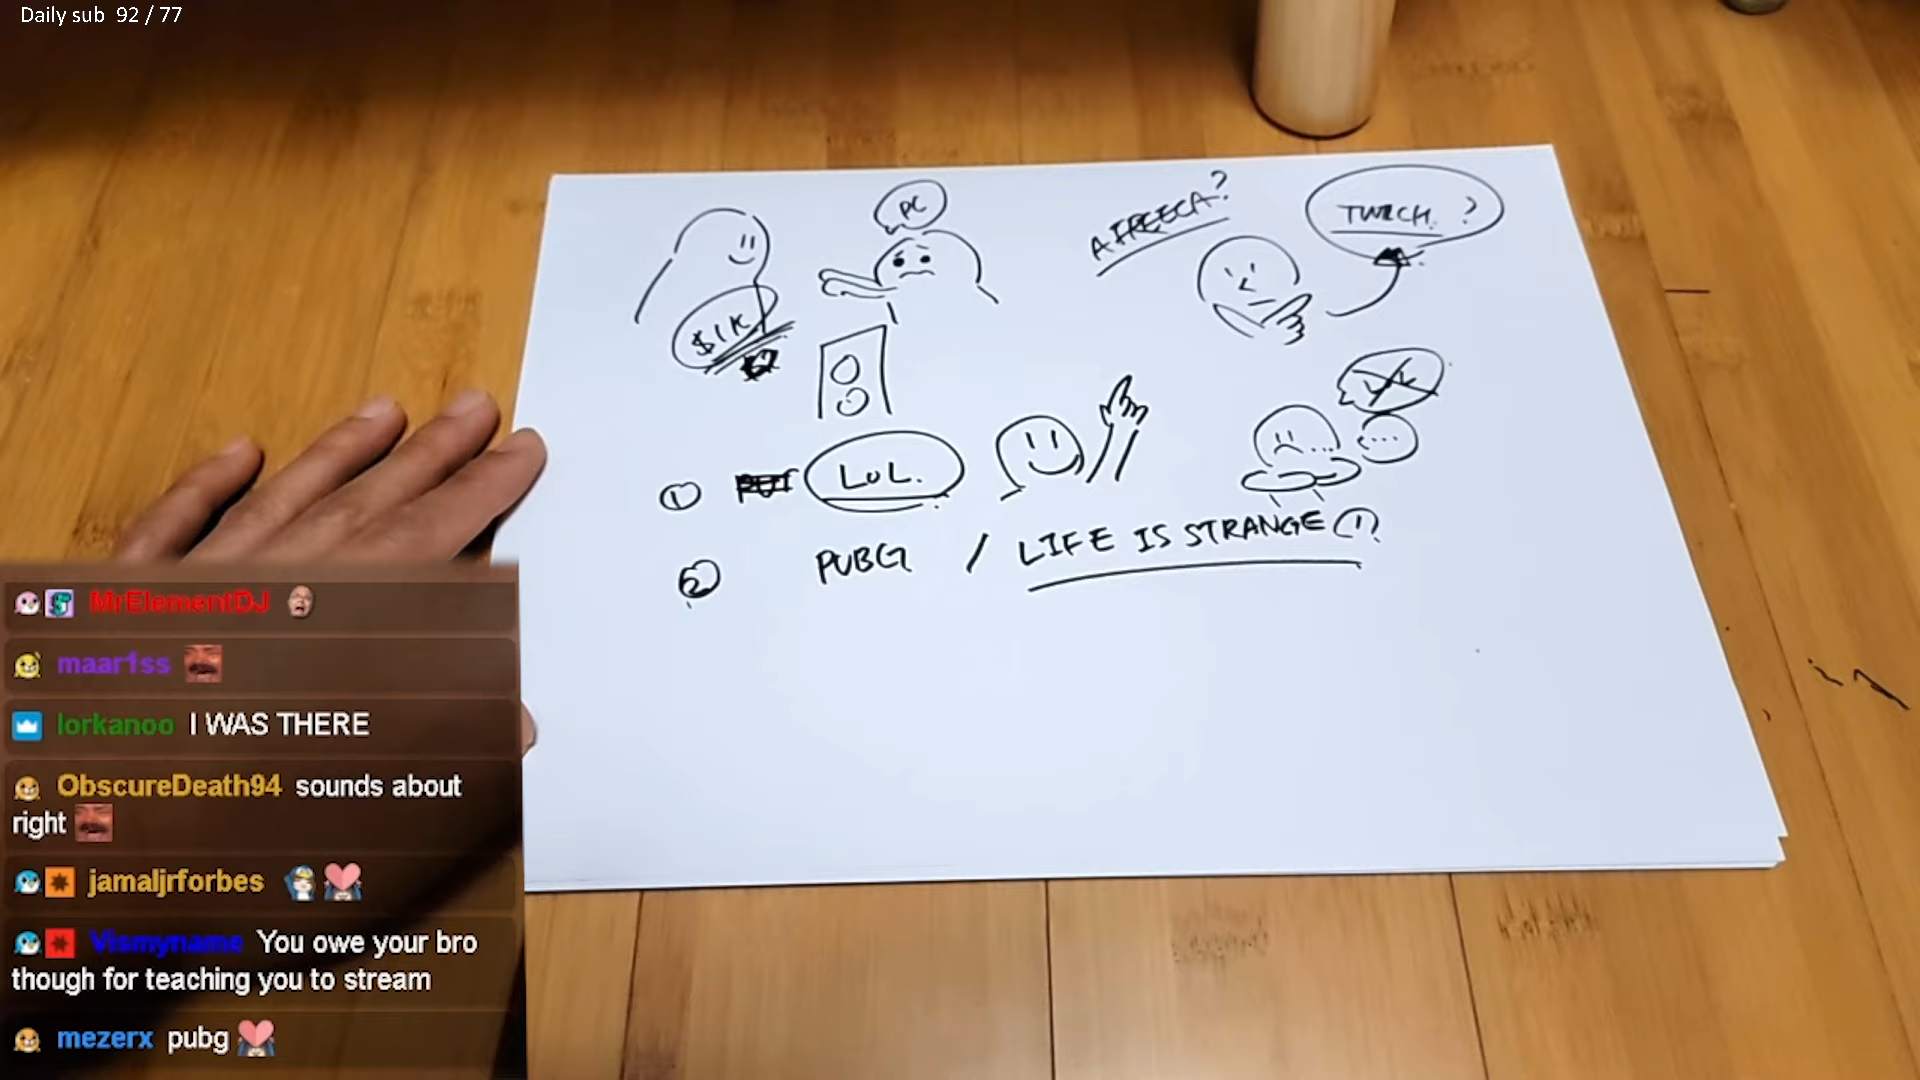 Daily sub 92 / 77
PC
AFREECA?
TWITCH. ?
$1K
① LOL.
② PUBG / LIFE IS STRANGE ①?
MrElementDJ
maar1ss
lorkanoo I WAS THERE
ObscureDeath94 sounds about
right
jamaljrforbes
Vismyname You owe your bro
though for teaching you to stream
mezerx pubg